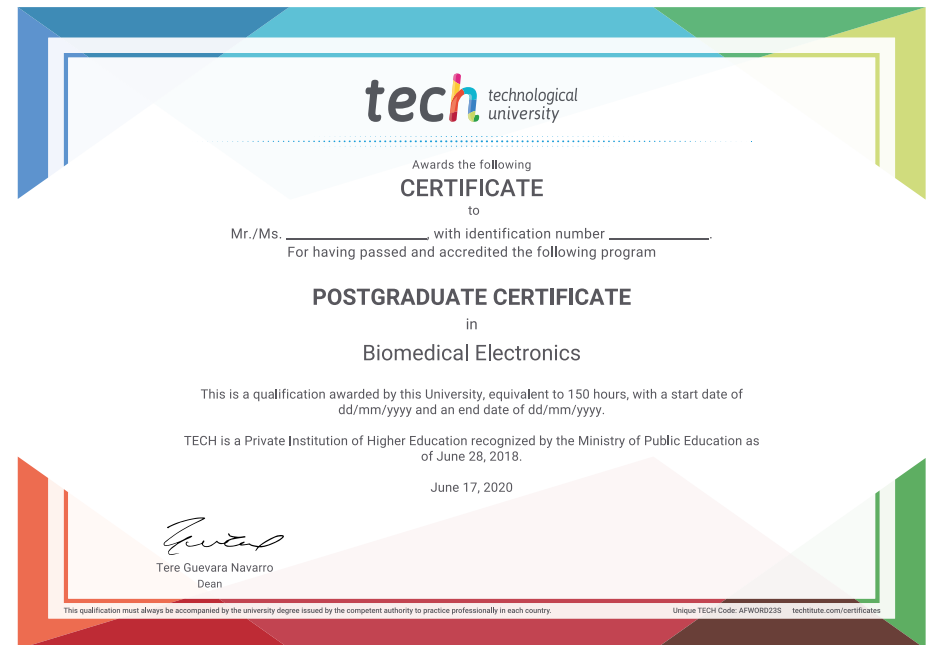 tech technological
university
Awards the following
CERTIFICATE
to
Mr./Ms. ____________________, with identification number ______________.
For having passed and accredited the following program
POSTGRADUATE CERTIFICATE
in
Biomedical Electronics
This is a qualification awarded by this University, equivalent to 150 hours, with a start date of
dd/mm/yyyy and an end date of dd/mm/yyyy.
TECH is a Private Institution of Higher Education recognized by the Ministry of Public Education as
of June 28, 2018.
June 17, 2020
Tere Guevara Navarro
Dean
This qualification must always be accompanied by the university degree issued by the competent authority to practice professionally in each country.
Unique TECH Code: AFWORD23S techtitute.com/certificates